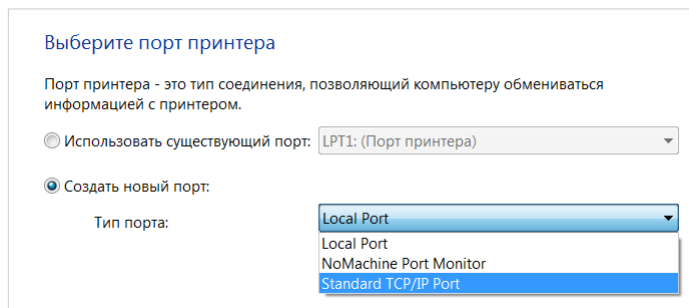 Выберите порт принтера
Порт принтера - это тип соединения, позволяющий компьютеру обмениваться
информацией с принтером.
Использовать существующий порт: LPT1: (Порт принтера)
Создать новый порт:
Тип порта: Local Port
Local Port
NoMachine Port Monitor
Standard TCP/IP Port